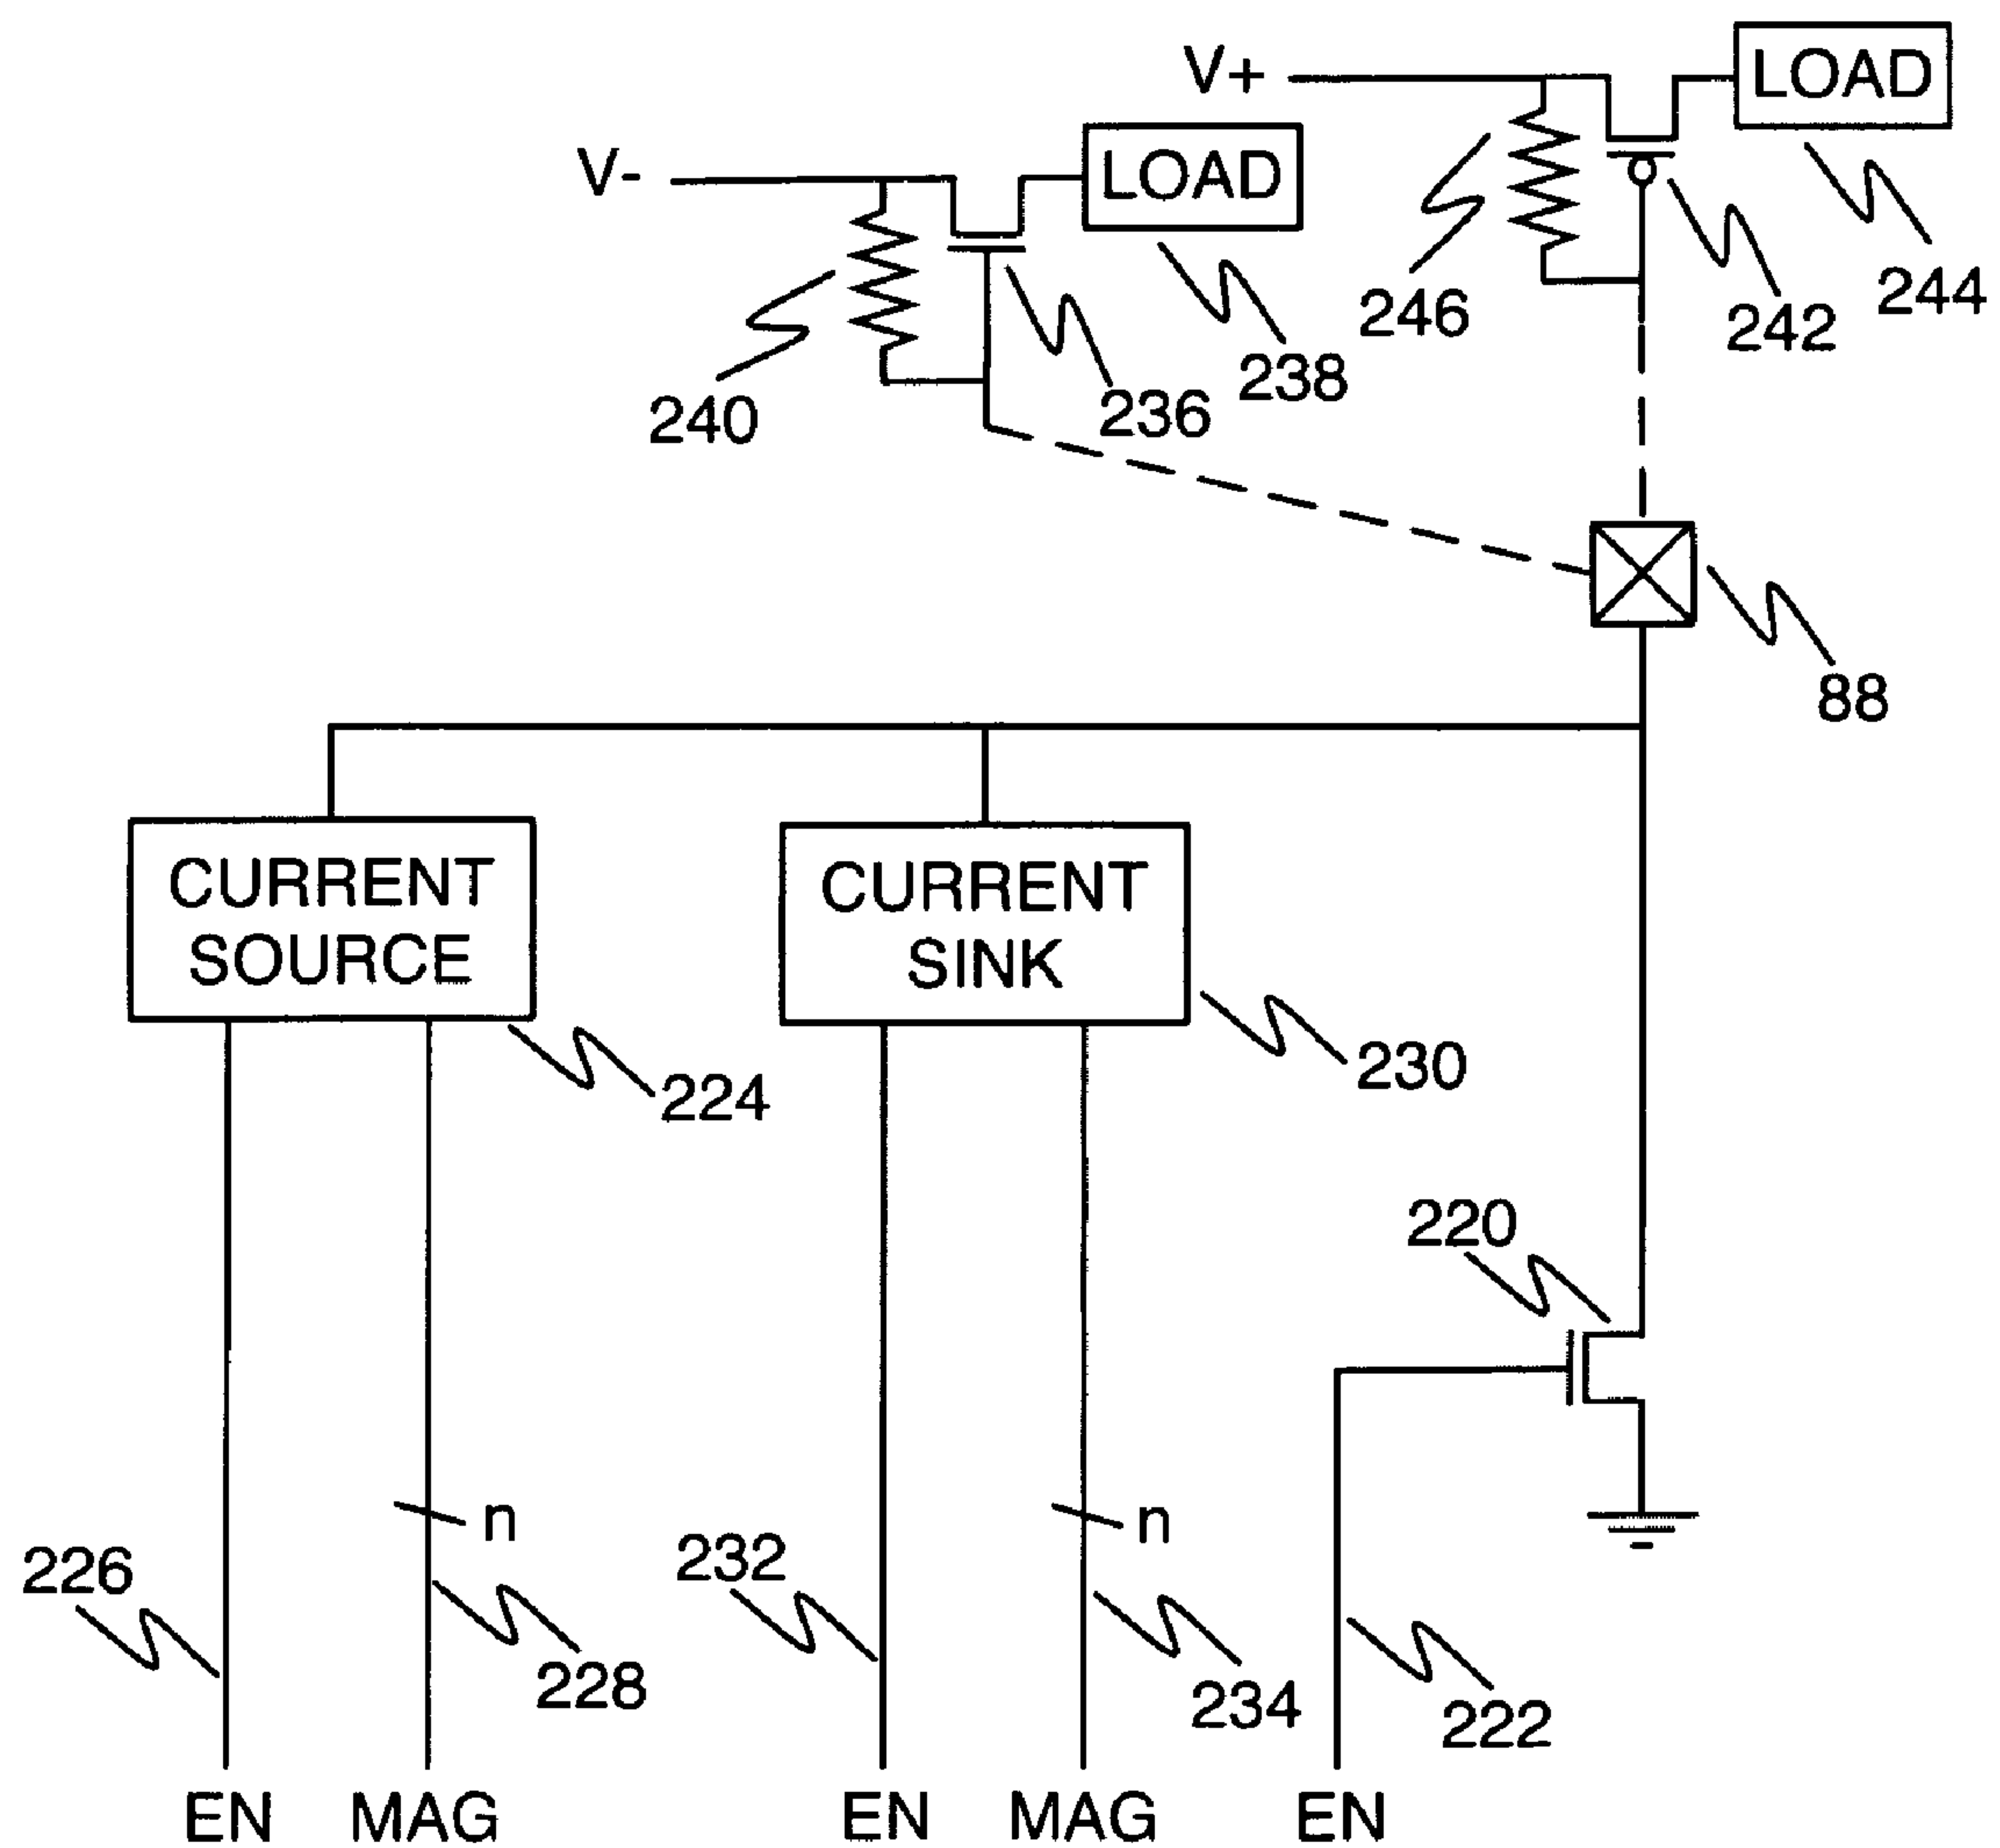 V+
LOAD
V-
LOAD
246
242
244
240
236
238
88
CURRENT
SOURCE
CURRENT
SINK
224
230
220
n
n
226
232
228
234
222
EN
MAG
EN
MAG
EN